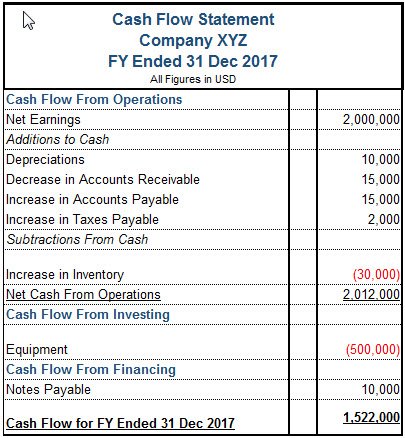 Cash Flow Statement
Company XYZ
FY Ended 31 Dec 2017
All Figures in USD
Cash Flow From Operations
Net Earnings 2,000,000
Additions to Cash
Depreciations 10,000
Decrease in Accounts Receivable 15,000
Increase in Accounts Payable 15,000
Increase in Taxes Payable 2,000
Subtractions From Cash
Increase in Inventory (30,000)
Net Cash From Operations 2,012,000
Cash Flow From Investing
Equipment (500,000)
Cash Flow From Financing
Notes Payable 10,000
Cash Flow for FY Ended 31 Dec 2017 1,522,000